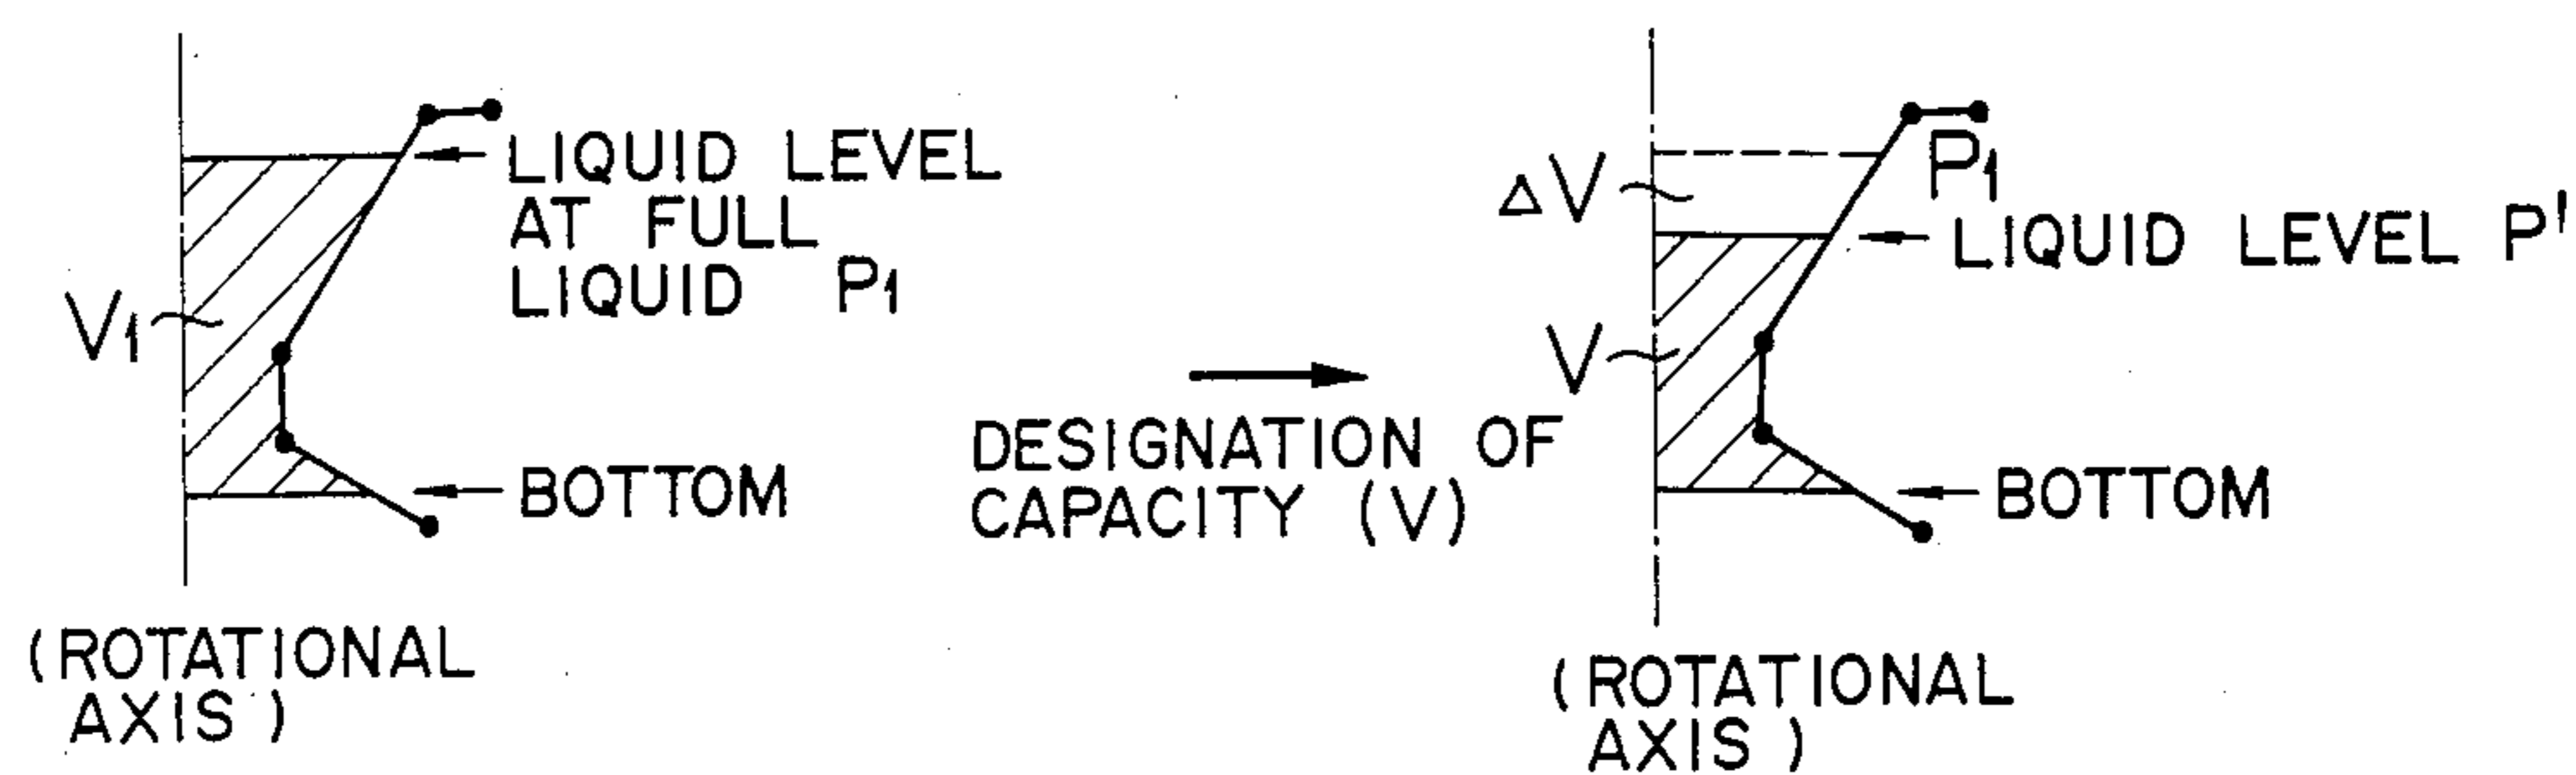 LIQUID LEVEL
AT FULL
LIQUID P1
V1
BOTTOM
(ROTATIONAL
AXIS)
DESIGNATION OF
CAPACITY (V)
ΔV
P1
LIQUID LEVEL P'
V
BOTTOM
(ROTATIONAL
AXIS)